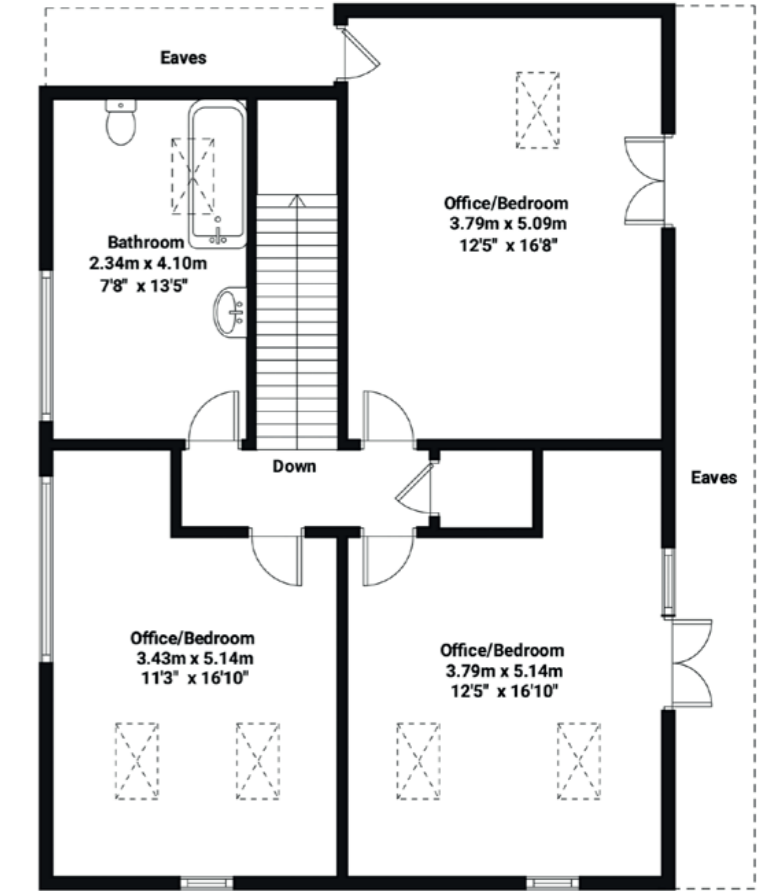 Eaves
Office/Bedroom
3.79m x 5.09m
12'5" x 16'8"
Bathroom
2.34m x 4.10m
7'8" x 13'5"
Down
Eaves
Office/Bedroom
3.43m x 5.14m
11'3" x 16'10"
Office/Bedroom
3.79m x 5.14m
12'5" x 16'10"